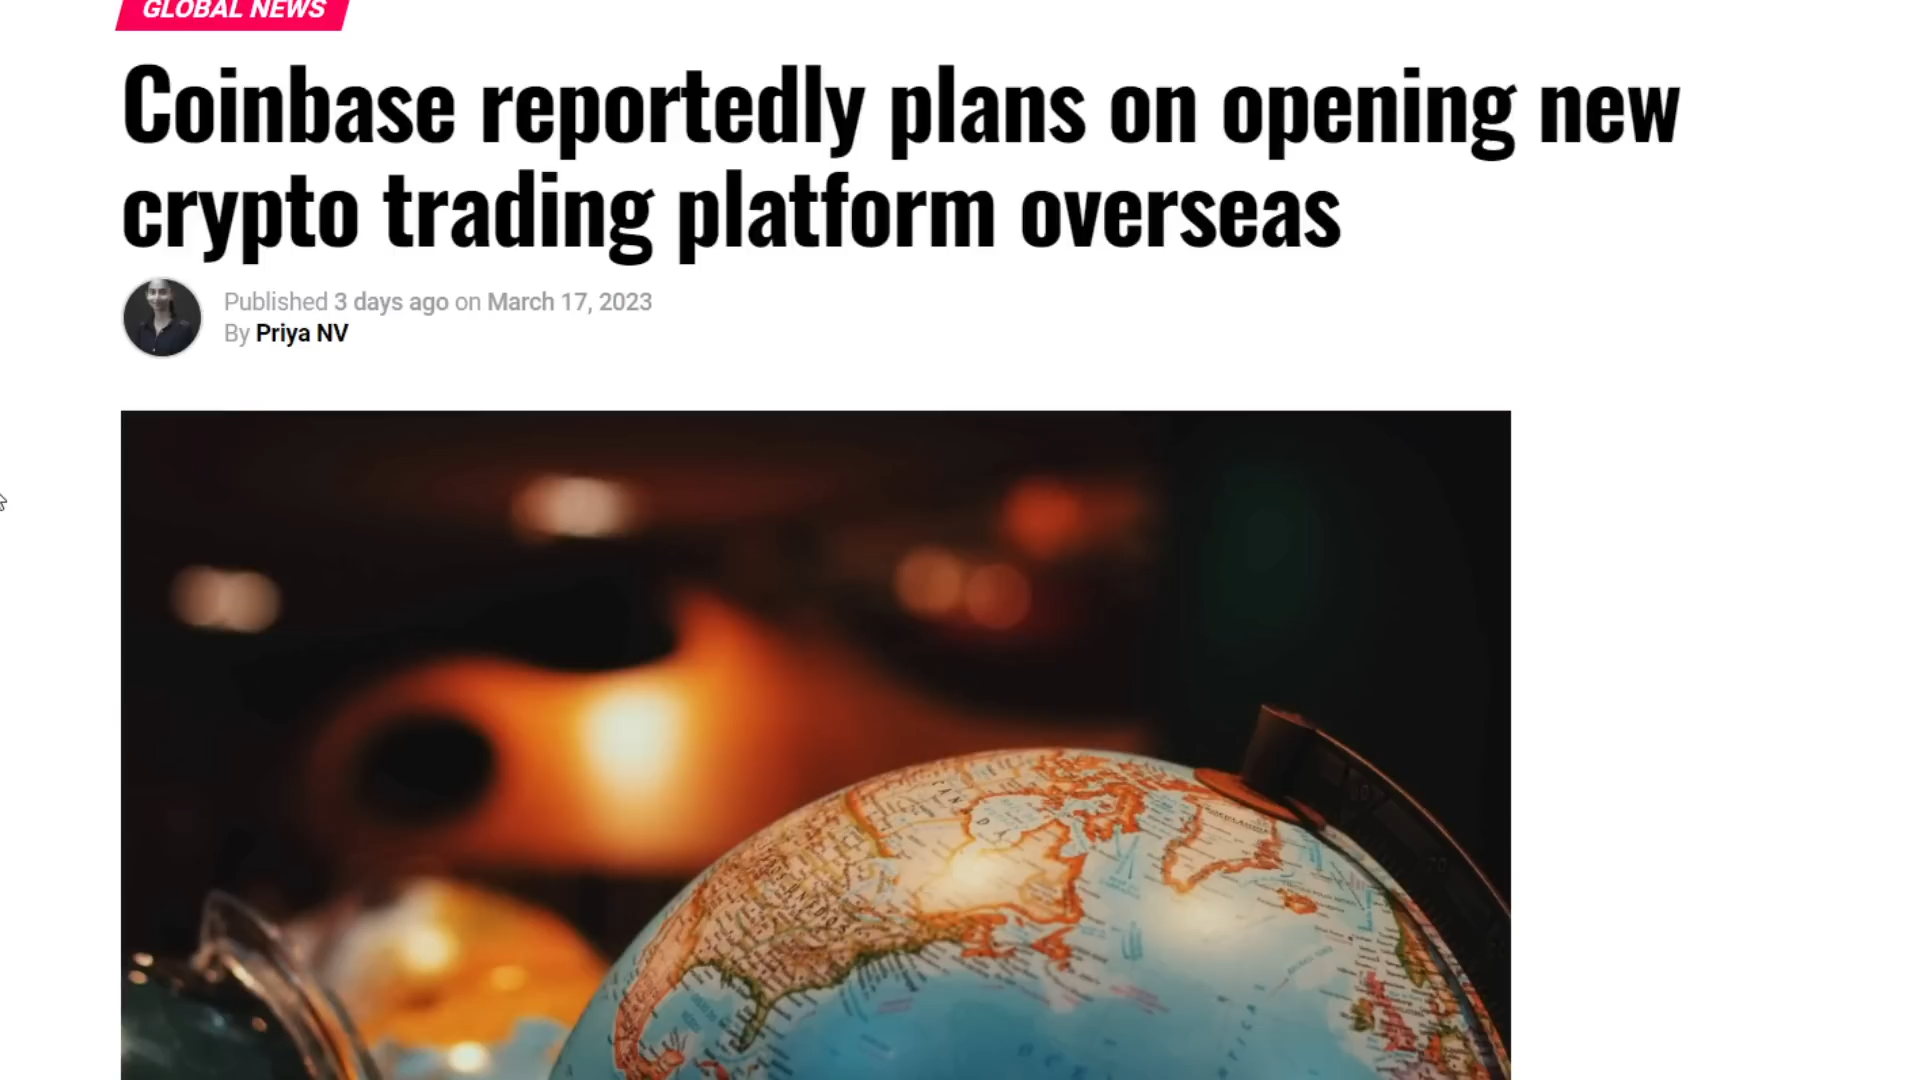 GLOBAL NEWS
Coinbase reportedly plans on opening new
crypto trading platform overseas
Published 3 days ago on March 17, 2023
By Priya NV